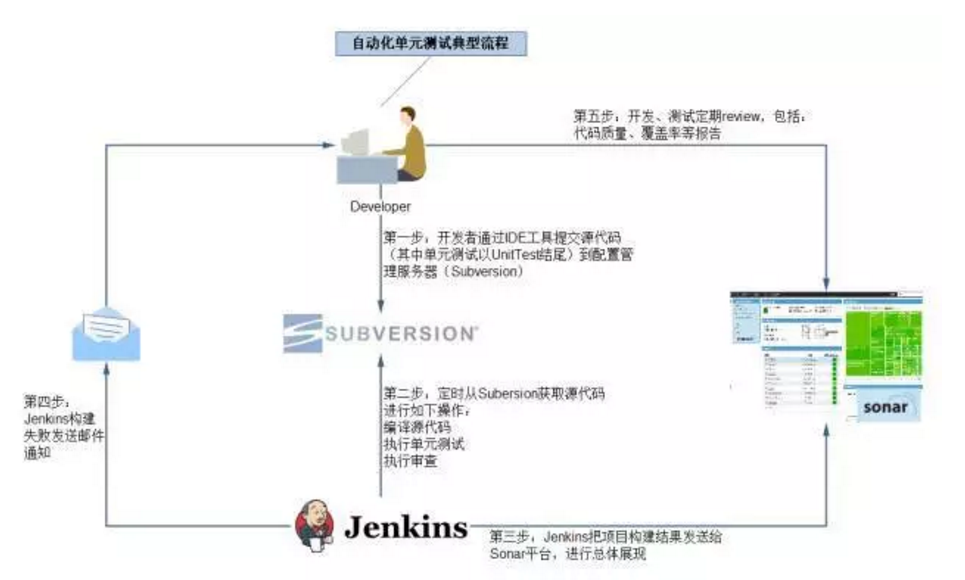 自动化单元测试典型流程
第五步：开发、测试定期review，包括：
代码质量、覆盖率等报告
Developer
第一步：开发者通过IDE工具提交源代码
（其中单元测试以UnitTest结尾）到配置管
理服务器（Subversion）
SUBVERSION
第二步：定时从Subersion获取源代码
进行如下操作：
编译源代码
执行单元测试
执行审查
第四步：
Jenkins构建
失败发送邮件
通知
sonar
Jenkins
第三步：Jenkins把项目构建结果发送给
Sonar平台，进行总体展现